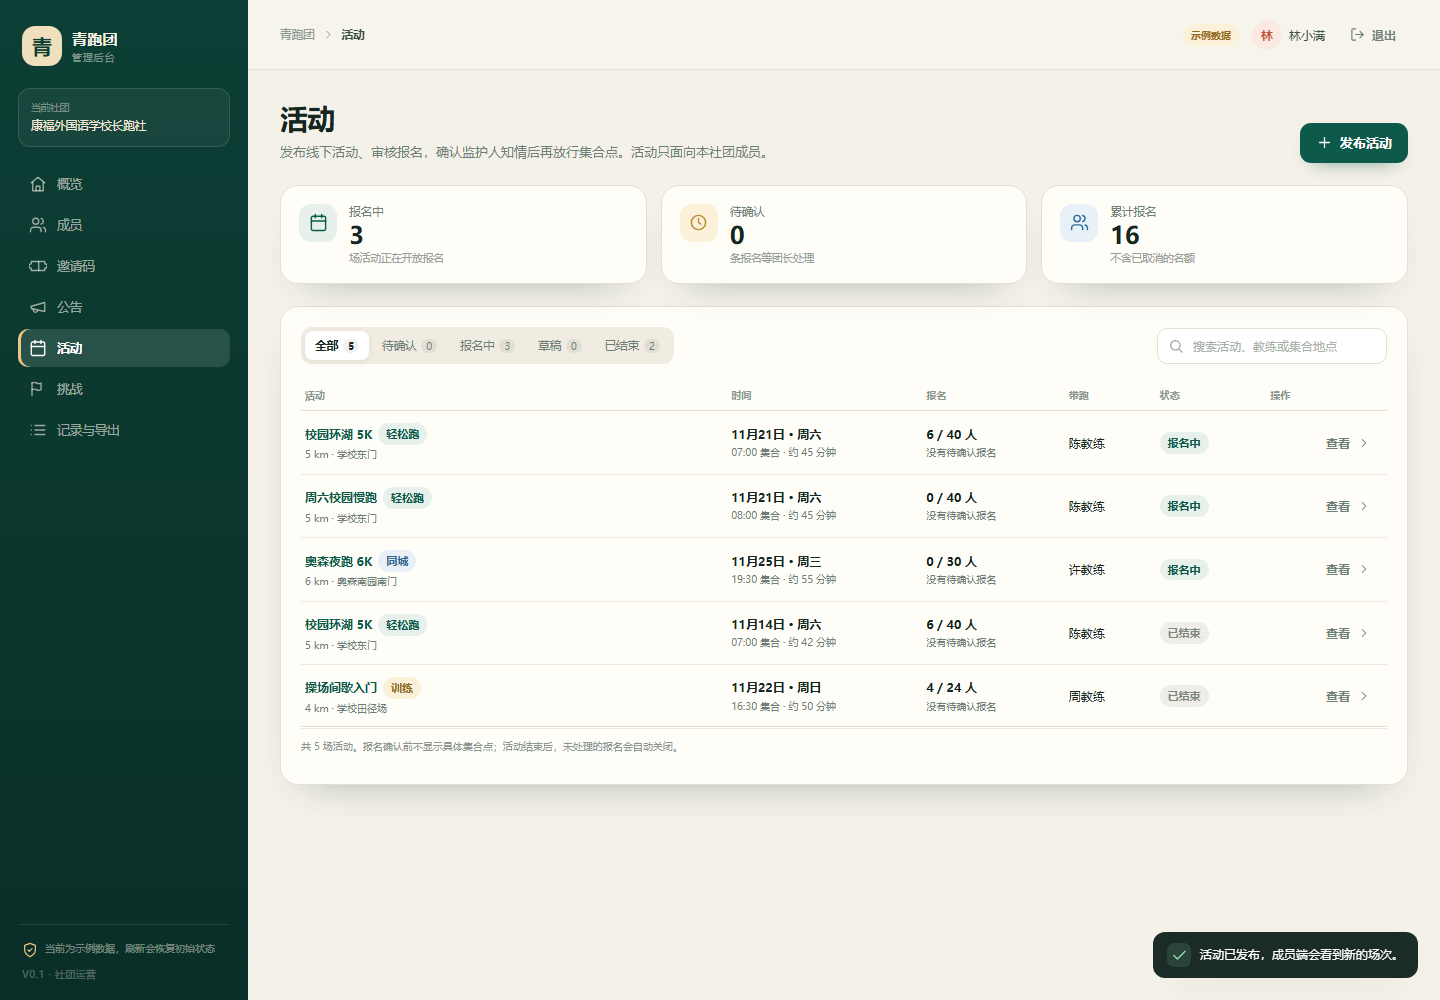 青
青跑团
管理后台
当前社团
康福外国语学校长跑社
概览
成员
邀请码
公告
活动
挑战
记录与导出
当前为示例数据，刷新会恢复初始状态
V0.1 · 社团运营
青跑团 > 活动
示例数据
林
林小满
退出
活动
发布线下活动、审核报名，确认监护人知情后再放行集合点。活动只面向本社团成员。
+ 发布活动
报名中
3
场活动正在开放报名
待确认
0
条报名等团长处理
累计报名
16
不含已取消的名额
全部 5 待确认 0 报名中 3 草稿 0 已结束 2
搜索活动、教练或集合地点
活动 时间 报名 带跑 状态 操作
校园环湖 5K 轻松跑
5 km · 学校东门
11月21日 · 周六
07:00 集合 · 约 45 分钟
6 / 40 人
没有待确认报名
陈教练
报名中
查看
周六校园慢跑 轻松跑
5 km · 学校东门
11月21日 · 周六
08:00 集合 · 约 45 分钟
0 / 40 人
没有待确认报名
陈教练
报名中
查看
奥森夜跑 6K 同城
6 km · 奥森南园南门
11月25日 · 周三
19:30 集合 · 约 55 分钟
0 / 30 人
没有待确认报名
许教练
报名中
查看
校园环湖 5K 轻松跑
5 km · 学校东门
11月14日 · 周六
07:00 集合 · 约 42 分钟
6 / 40 人
没有待确认报名
陈教练
已结束
查看
操场间歇入门 训练
4 km · 学校田径场
11月22日 · 周日
16:30 集合 · 约 50 分钟
4 / 24 人
没有待确认报名
周教练
已结束
查看
共 5 场活动。报名确认前不显示具体集合点；活动结束后，未处理的报名会自动关闭。
活动已发布，成员端会看到新的场次。